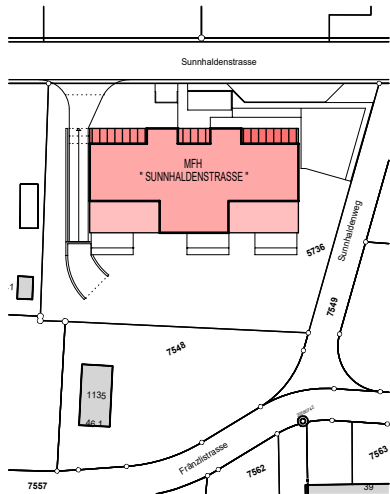 Sunnhaldenstrasse
MFH
" SUNNHALDENSTRASSE "
Sunnhaldenweg
5736
7549
7548
1135
46.1
Fränzlistrasse
7557
7562
7563
39